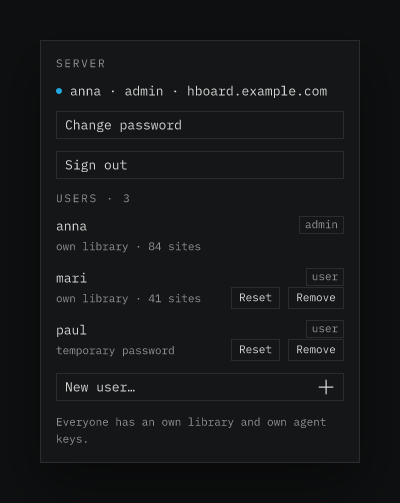 SERVER
anna · admin · hboard.example.com
Change password
Sign out
USERS · 3
anna admin
own library · 84 sites
mari user
own library · 41 sites Reset Remove
paul user
temporary password Reset Remove
New user…
Everyone has an own library and own agent
keys.